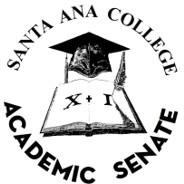 SANTA ANA COLLEGE
X + I
ACADEMIC SENATE